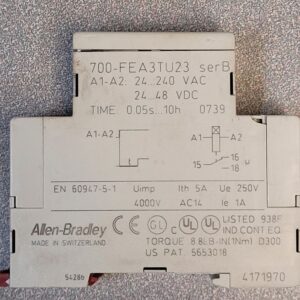 700-FEA3TU23 serB
A1-A2: 24..240 VAC
24...48 VDC
TIME: 0.05s...10h 0739
A1-A2
A1 A2
15 16
18
EN 60947-5-1 Uimp Ith 5A Ue 250V
4000V AC14 Ie 1A
Allen-Bradley
MADE IN SWITZERLAND
LISTED 938F
IND CONT EQ
TORQUE 8.8LB-IN(1Nm) D300
US PAT. 5653018
5428b
4171970